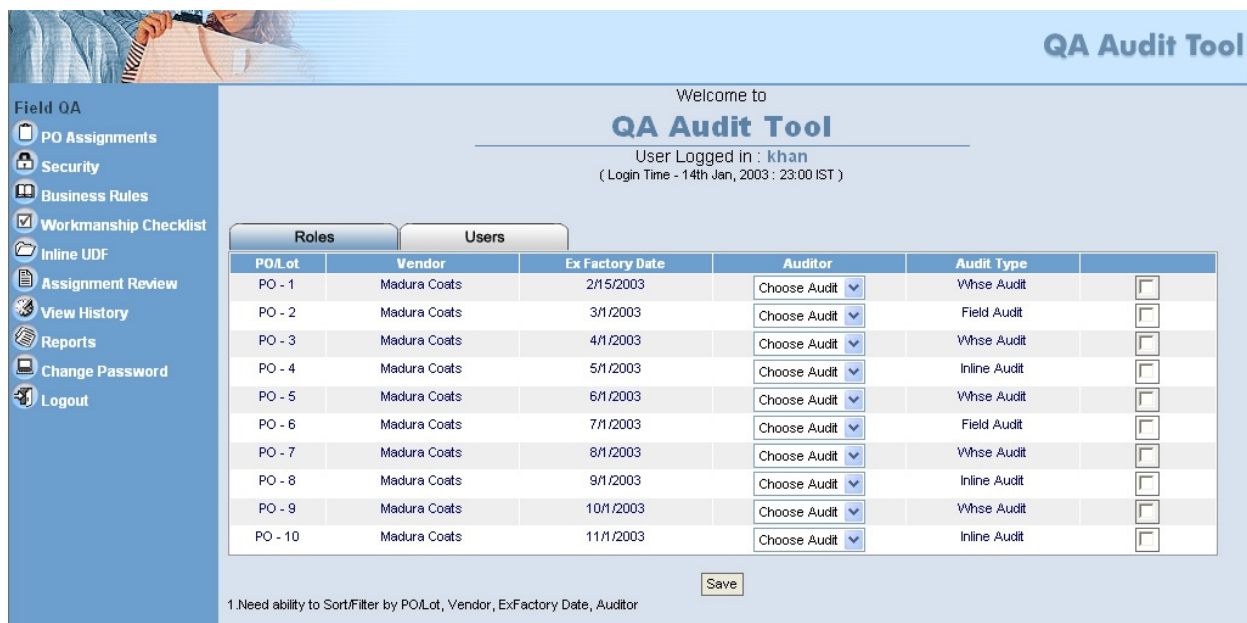 QA Audit Tool
Field QA
PO Assignments
Security
Business Rules
Workmanship Checklist
Inline UDF
Assignment Review
View History
Reports
Change Password
Logout
Welcome to
QA Audit Tool
User Logged in : khan
( Login Time - 14th Jan, 2003 : 23:00 IST )
Roles Users
PO/Lot Vendor Ex Factory Date Auditor Audit Type
PO - 1 Madura Coats 2/15/2003 Choose Audit Whse Audit
PO - 2 Madura Coats 3/1/2003 Choose Audit Field Audit
PO - 3 Madura Coats 4/1/2003 Choose Audit Whse Audit
PO - 4 Madura Coats 5/1/2003 Choose Audit Inline Audit
PO - 5 Madura Coats 6/1/2003 Choose Audit Whse Audit
PO - 6 Madura Coats 7/1/2003 Choose Audit Field Audit
PO - 7 Madura Coats 8/1/2003 Choose Audit Whse Audit
PO - 8 Madura Coats 9/1/2003 Choose Audit Inline Audit
PO - 9 Madura Coats 10/1/2003 Choose Audit Whse Audit
PO - 10 Madura Coats 11/1/2003 Choose Audit Inline Audit
Save
1.Need ability to Sort/Filter by PO/Lot, Vendor, ExFactory Date, Auditor